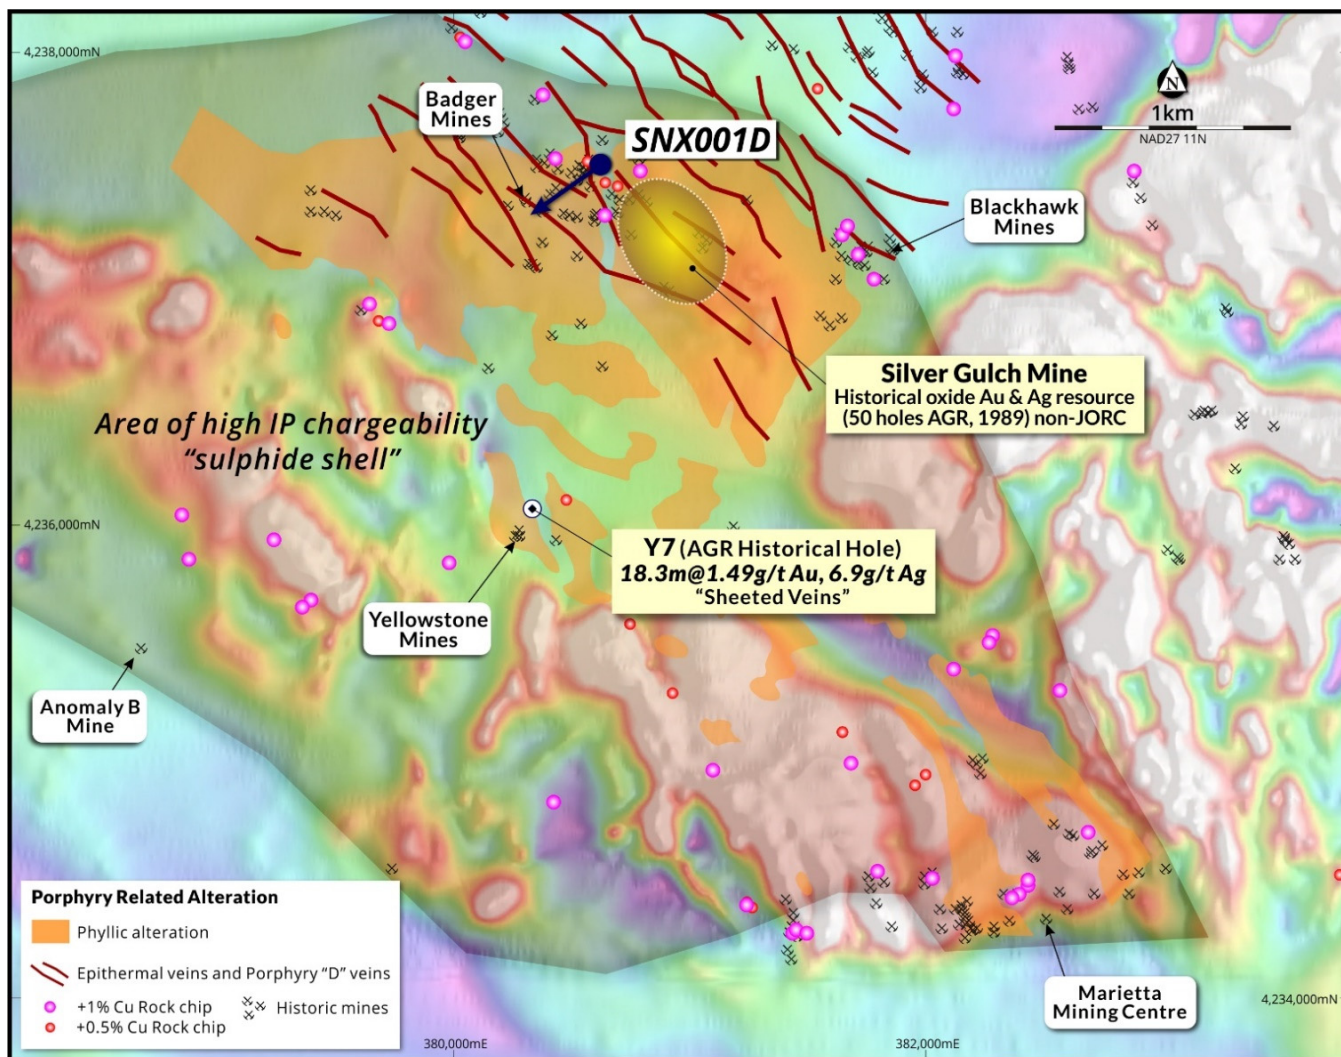 4,238,000mN
Badger
Mines
SNX001D
N
1km
NAD27 11N
Blackhawk
Mines
Silver Gulch Mine
Historical oxide Au & Ag resource
(50 holes AGR, 1989) non-JORC
Area of high IP chargeability
“sulphide shell”
4,236,000mN
Y7 (AGR Historical Hole)
18.3m@1.49g/t Au, 6.9g/t Ag
“Sheeted Veins”
Yellowstone
Mines
Anomaly B
Mine
Porphyry Related Alteration
Phyllic alteration
Epithermal veins and Porphyry “D” veins
+1% Cu Rock chip
Historic mines
+0.5% Cu Rock chip
Marietta
Mining Centre
4,234,000mN
380,000mE
382,000mE